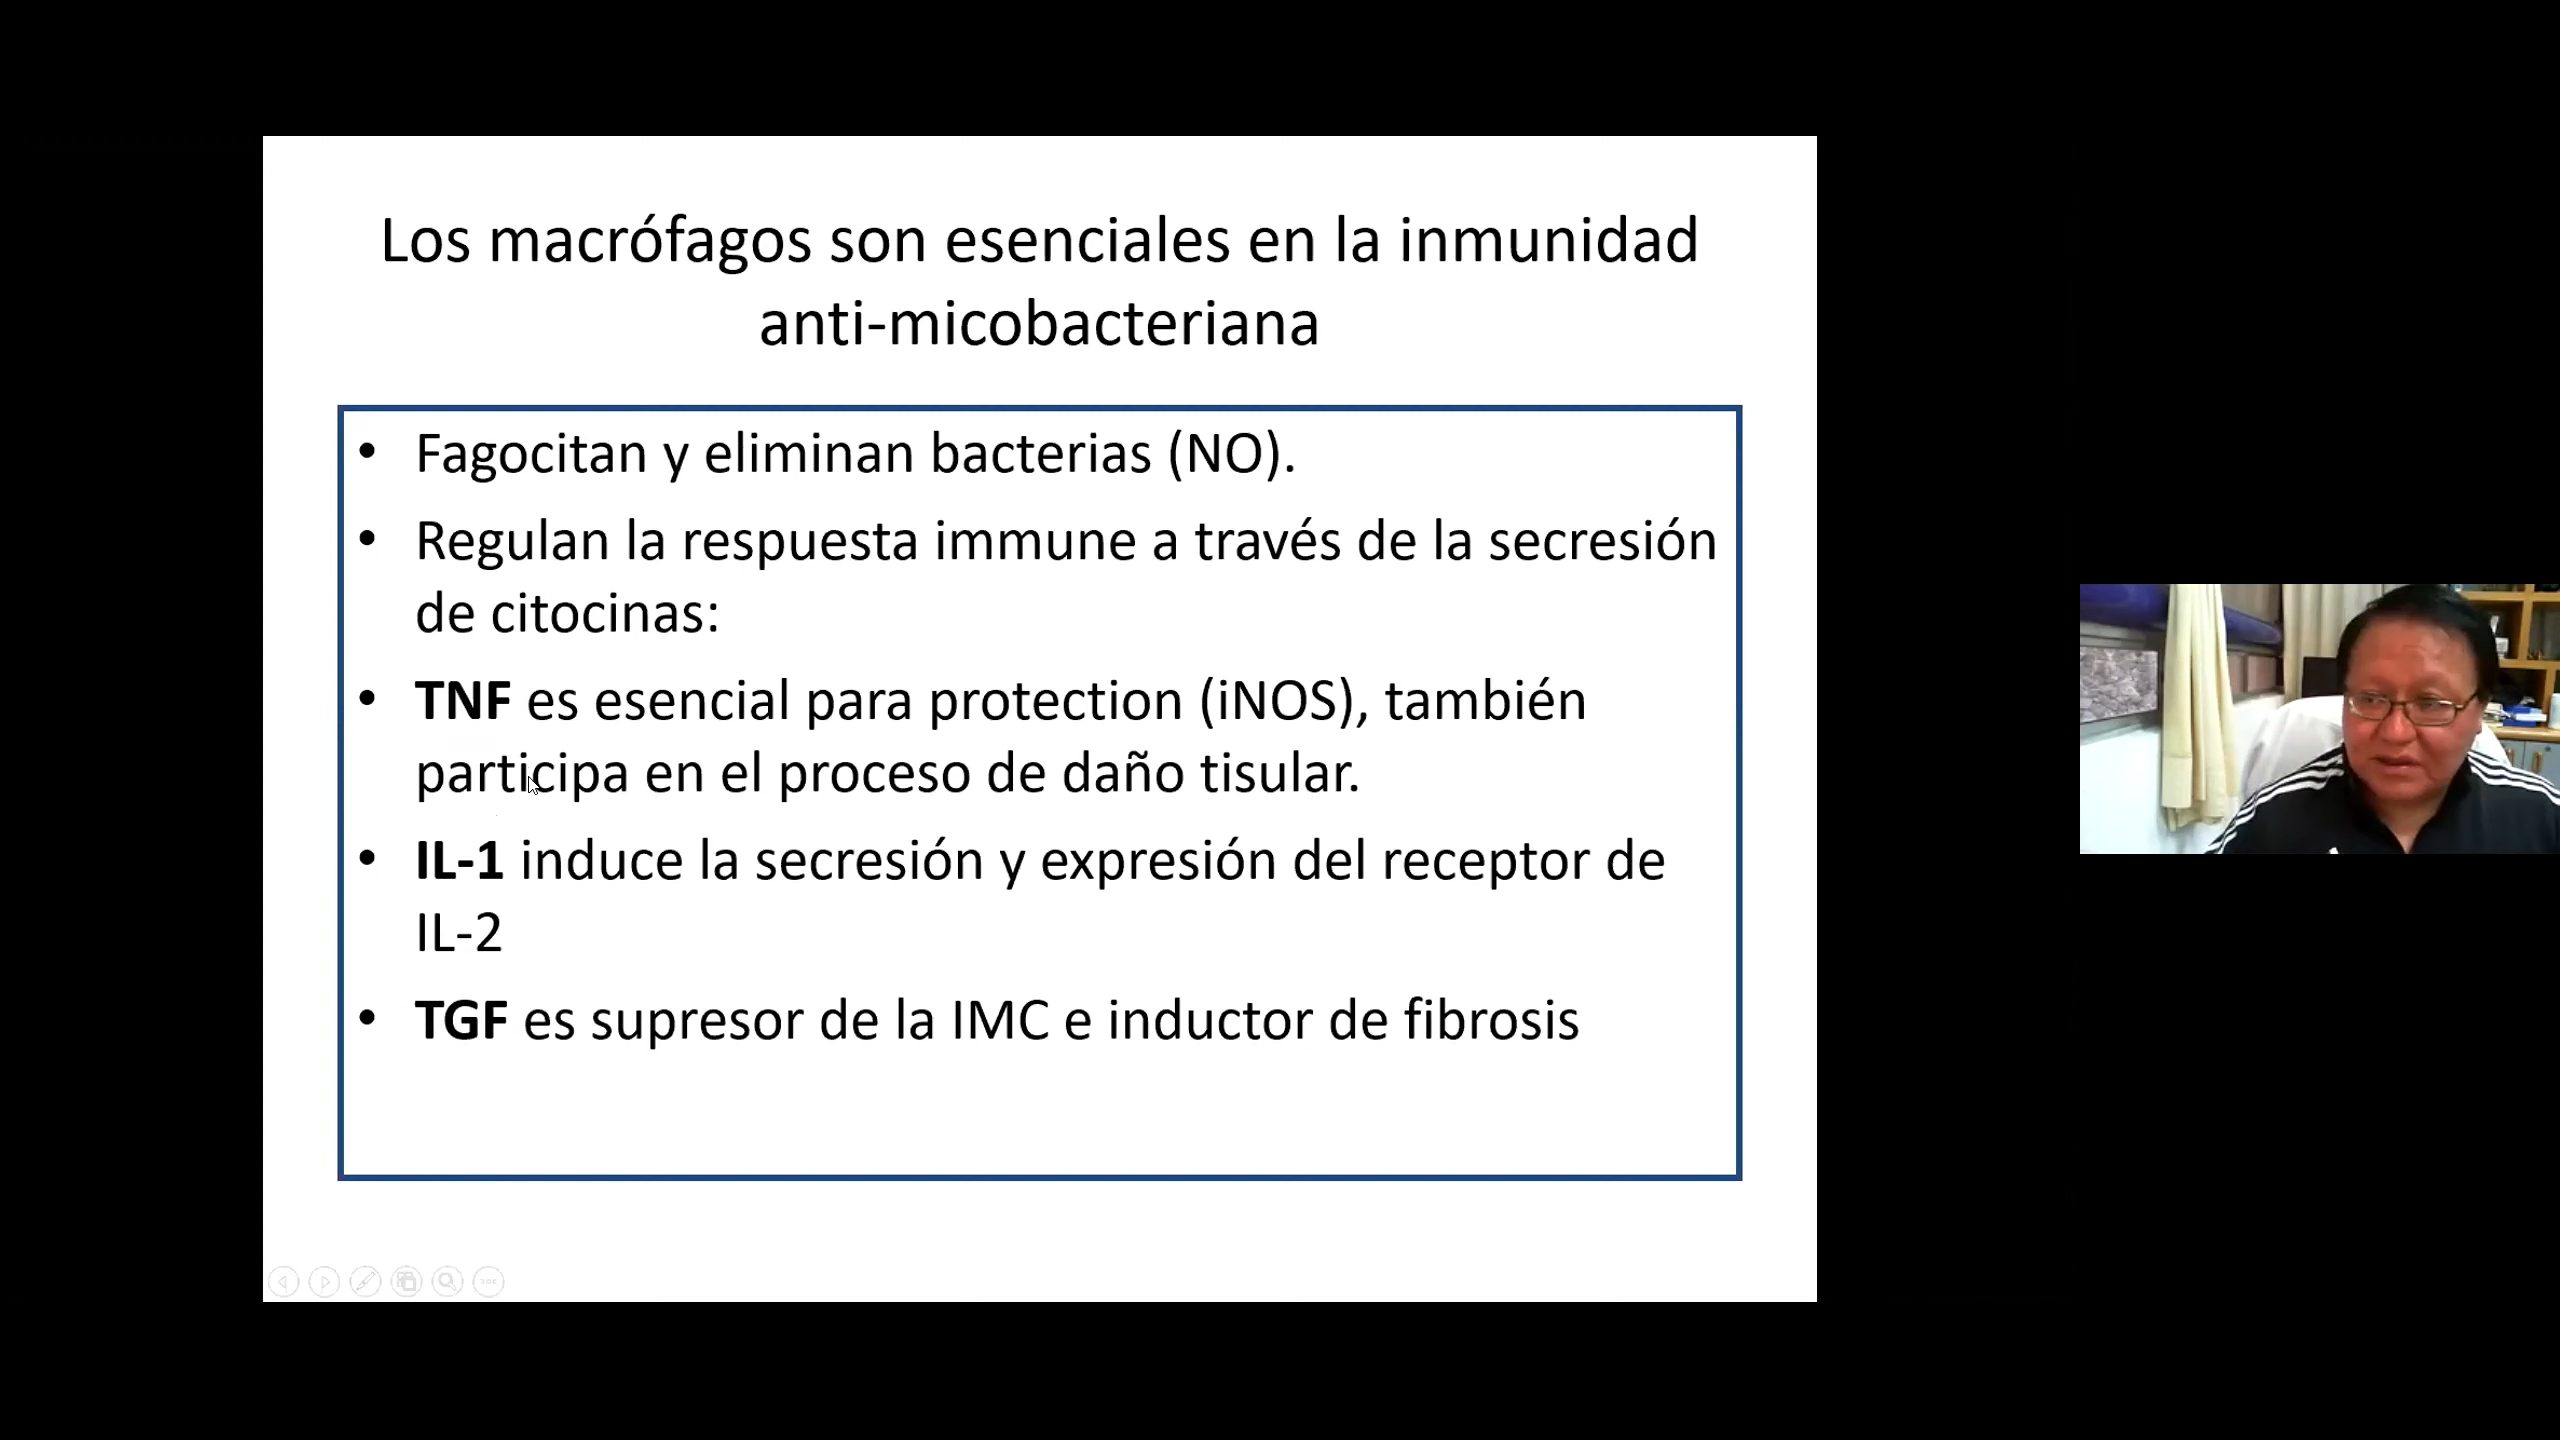 Los macrófagos son esenciales en la inmunidad
anti-micobacteriana
• Fagocitan y eliminan bacterias (NO).
• Regulan la respuesta immune a través de la secresión
de citocinas:
• TNF es esencial para protection (iNOS), también
participa en el proceso de daño tisular.
• IL-1 induce la secresión y expresión del receptor de
IL-2
• TGF es supresor de la IMC e inductor de fibrosis